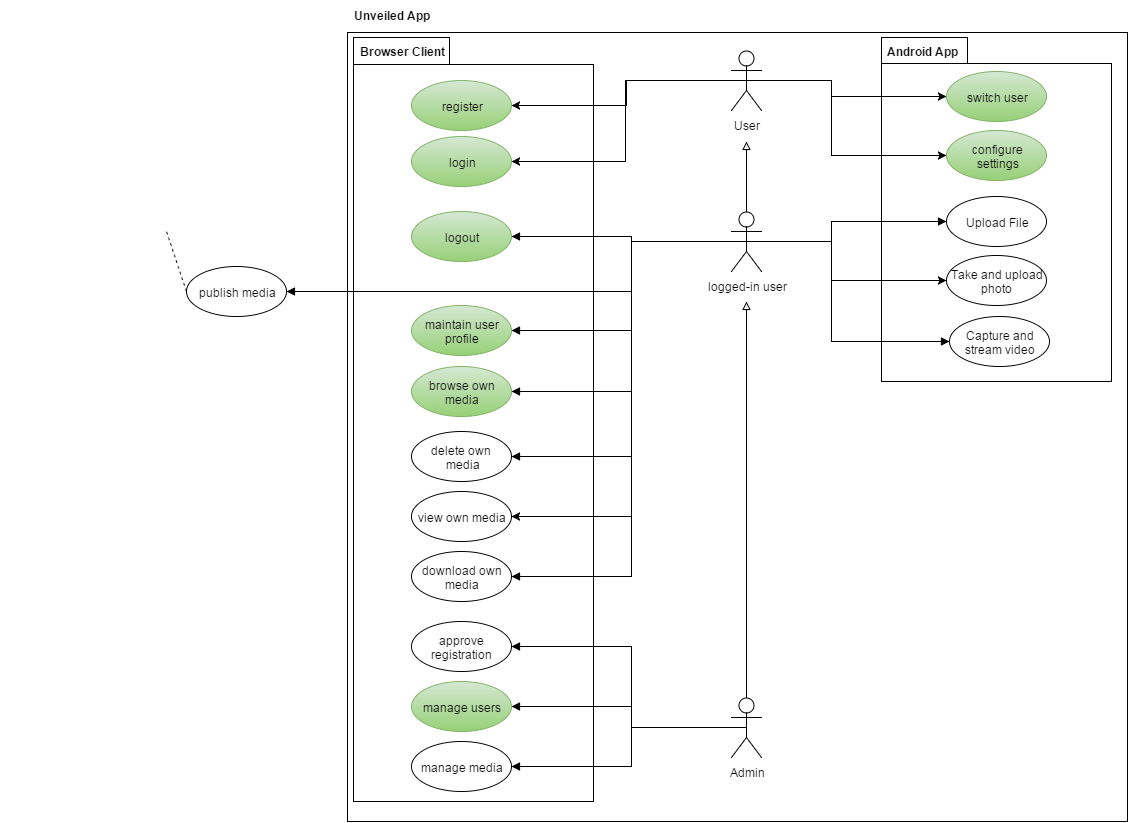 Unveiled App
Browser Client
Android App
register
login
logout
publish media
maintain user
profile
browse own
media
delete own
media
view own media
download own
media
approve
registration
manage users
manage media
User
logged-in user
Admin
switch user
configure
settings
Upload File
Take and upload
photo
Capture and
stream video